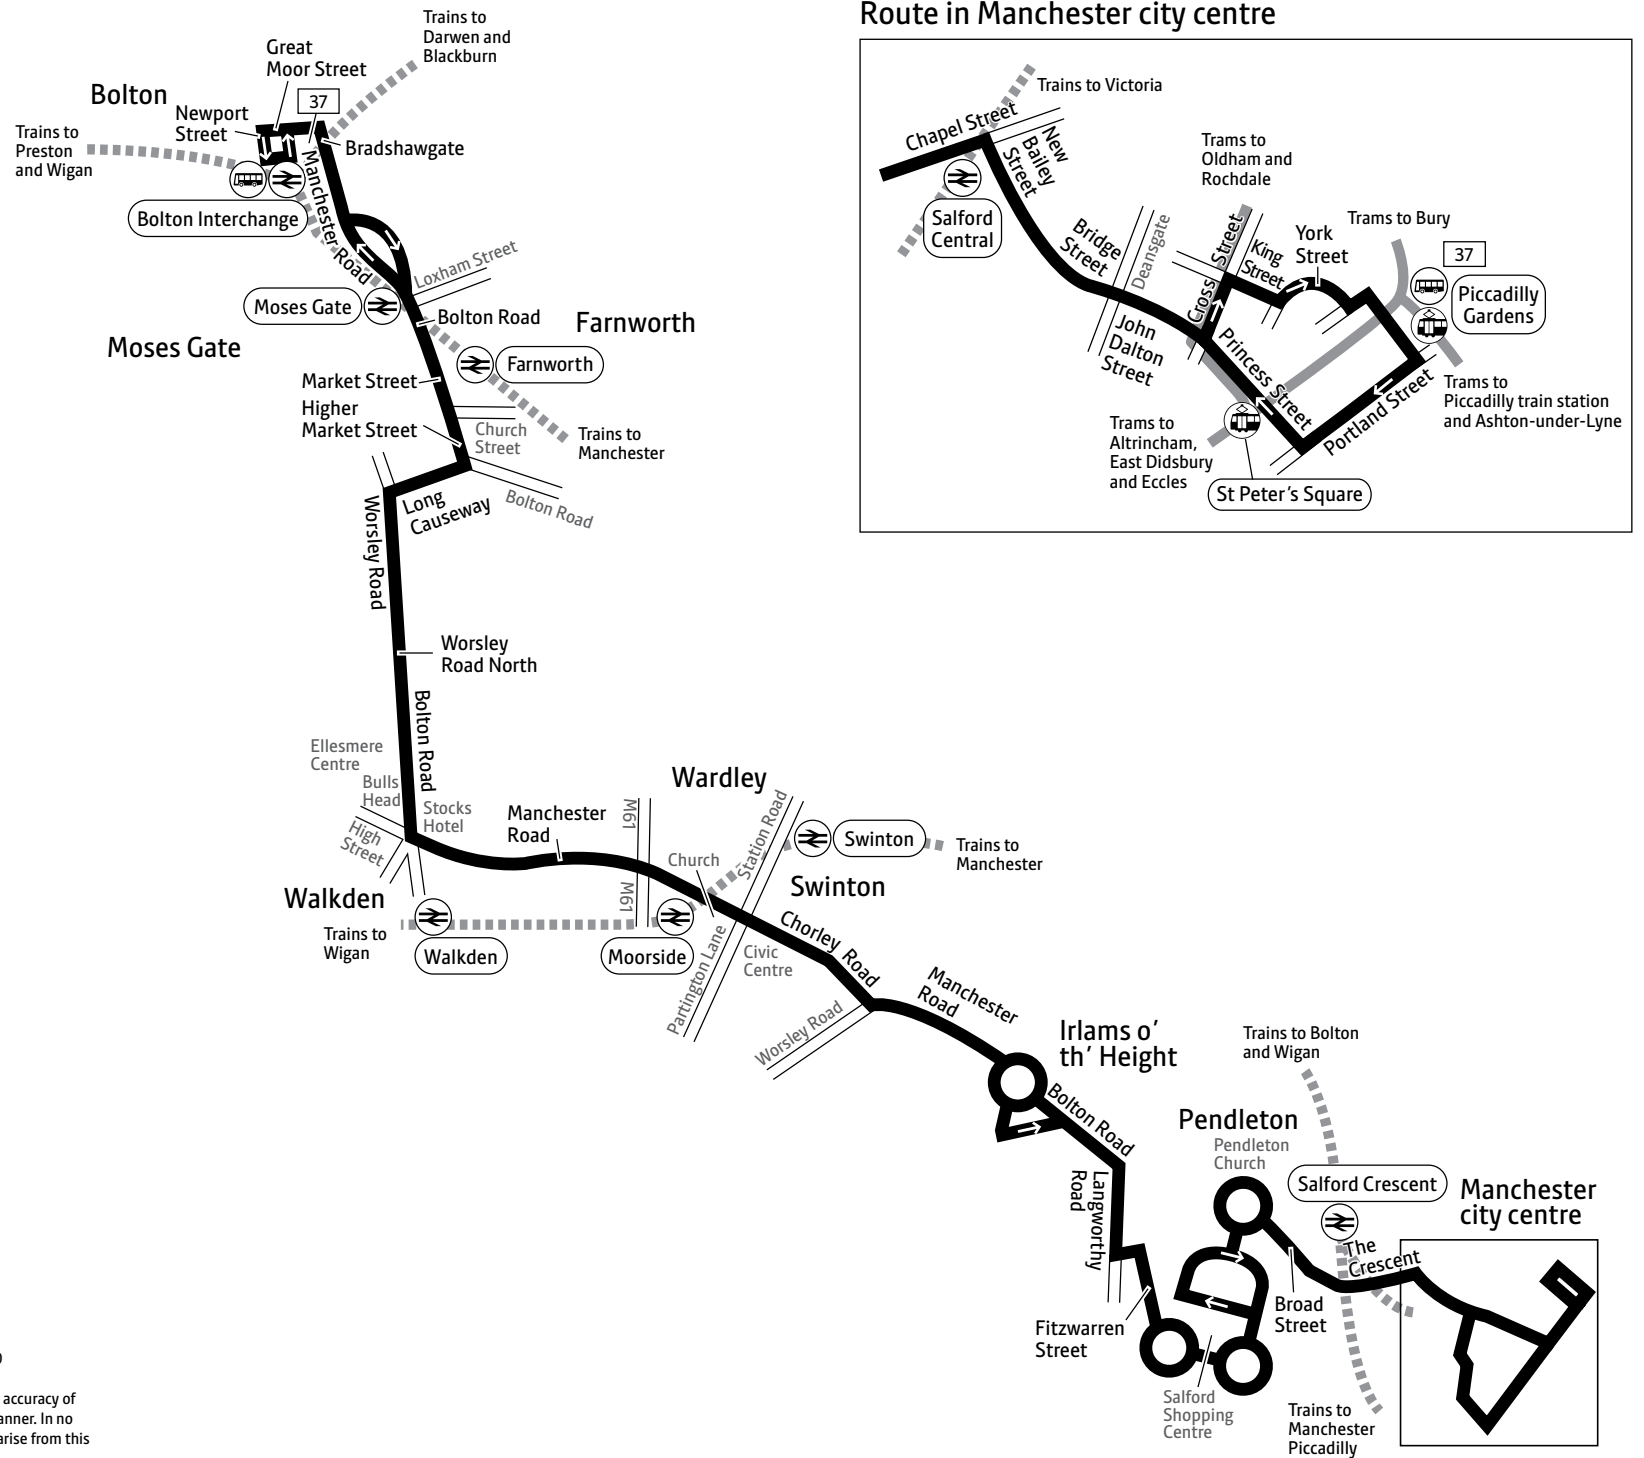 Route in Manchester city centre
Trains to
Darwen and
Blackburn
Great
Moor Street
Bolton
37
Newport
Street
Trains to
Preston
and Wigan
Bradshawgate
Manchester Road
Bolton Interchange
Loxham Street
Moses Gate
Bolton Road
Farnworth
Moses Gate
Farnworth
Market Street
Higher
Market Street
Church
Street
Trains to
Manchester
Long
Causeway
Bolton Road
Worsley Road
Worsley
Road North
Bolton Road
Ellesmere
Centre
Bulls
Head
Stocks
Hotel
High
Street
Manchester
Road
M61
Wardley
Station Road
Church
Swinton
Trains to
Manchester
Swinton
Walkden
M61
Trains to
Wigan
Walkden
Moorside
Partington Lane
Civic
Centre
Chorley Road
Worsley Road
Manchester
Road
Irlams o’
th’ Height
Bolton Road
Langworthy
Road
Fitzwarren
Street
Pendleton
Pendleton
Church
Salford
Shopping
Centre
Broad
Street
Trains to Bolton
and Wigan
Salford Crescent
The
Crescent
Manchester
city centre
Trains to
Manchester
Piccadilly
Trains to Victoria
Chapel Street
New
Bailey
Street
Salford
Central
Bridge
Street
Deansgate
John
Dalton
Street
Trams to
Oldham and
Rochdale
Cross Street
King
Street
York
Street
Trams to Bury
37
Piccadilly
Gardens
Princess Street
Portland Street
Trams to
Piccadilly train station
and Ashton-under-Lyne
Trams to
Altrincham,
East Didsbury
and Eccles
St Peter’s Square
accuracy of
anner. In no
arise from this